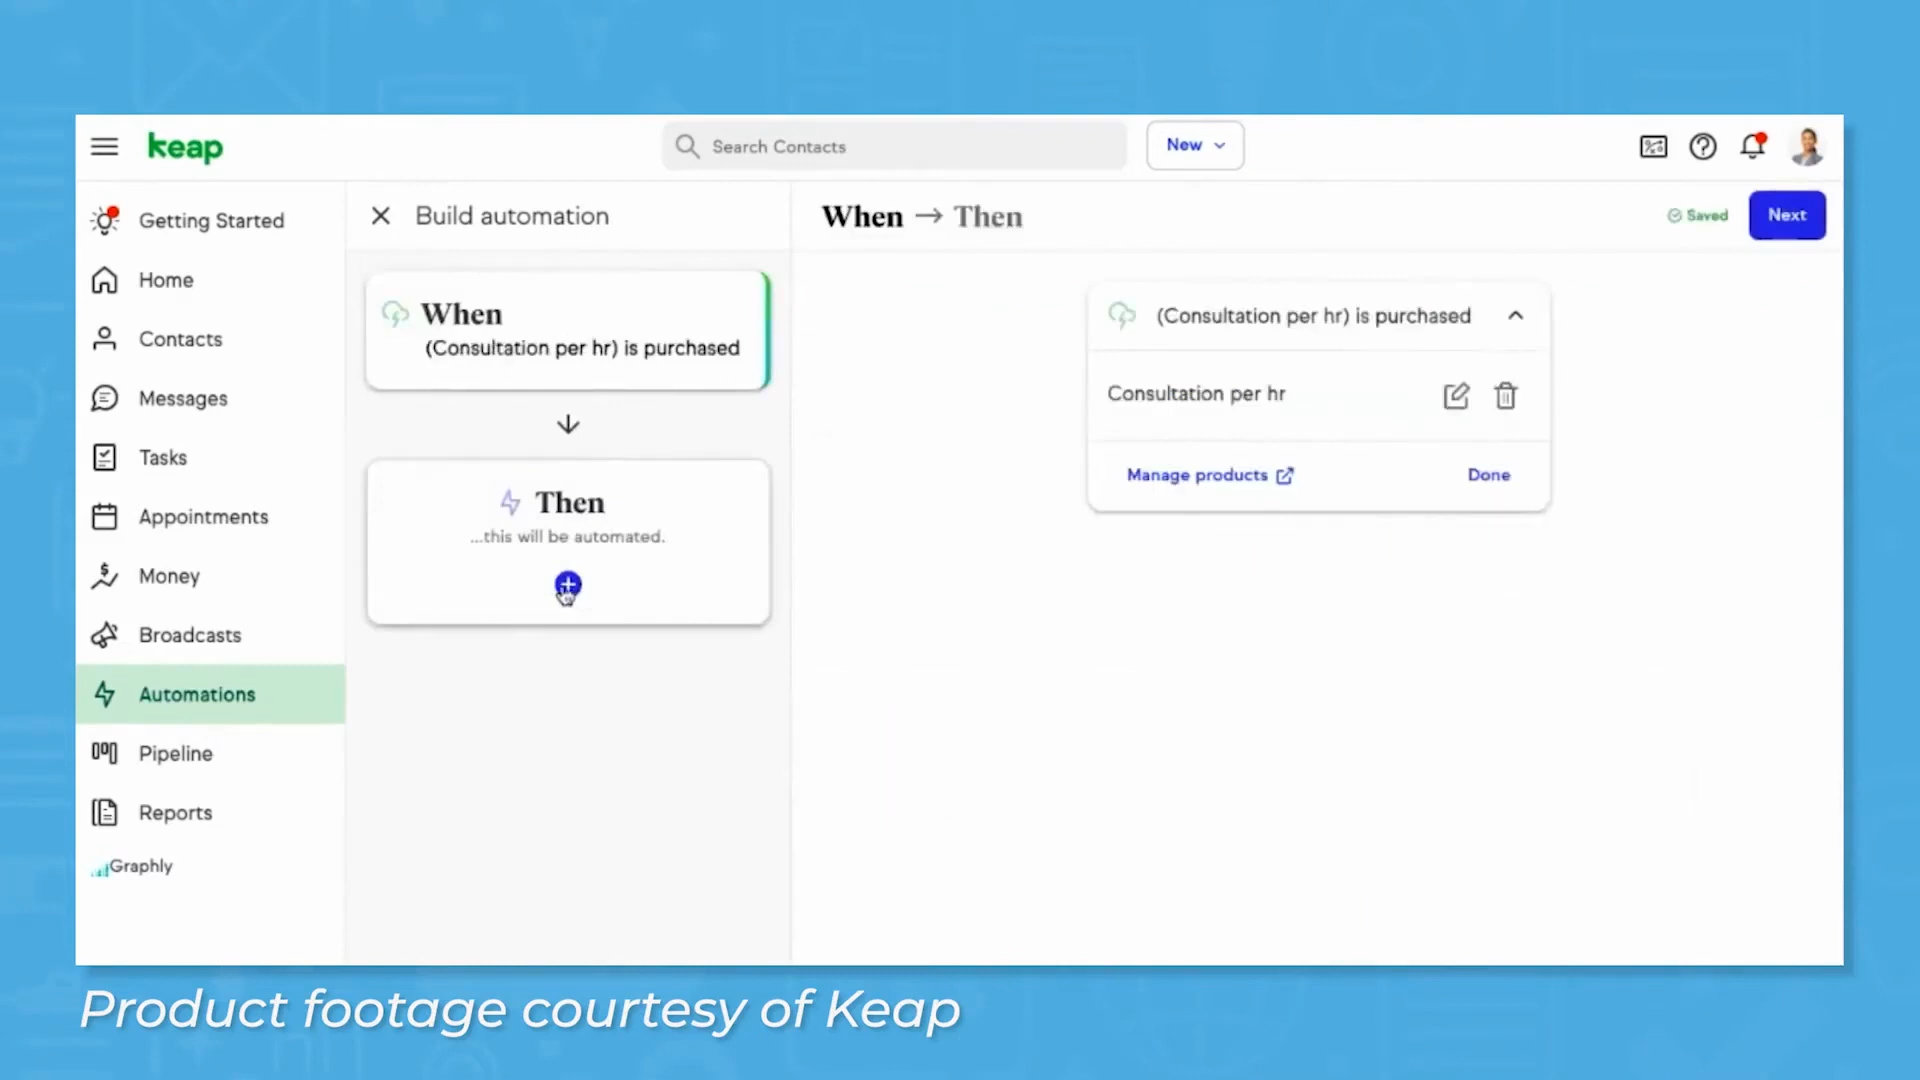 keap
Search Contacts
New
Getting Started
Home
Contacts
Messages
Tasks
Appointments
Money
Broadcasts
Automations
Pipeline
Reports
Graphly
Build automation
When
(Consultation per hr) is purchased
Then
...this will be automated.
When → Then
Saved
Next
(Consultation per hr) is purchased
Consultation per hr
Manage products
Done
Product footage courtesy of Keap